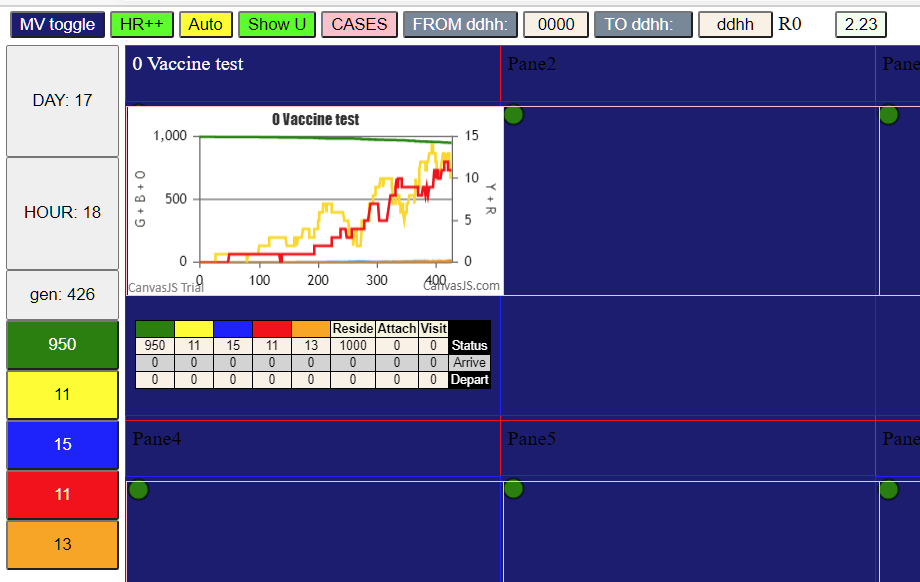 MV toggle HR++ Auto Show U CASES FROM ddhh: 0000 TO ddhh: ddhh R0 2.23
DAY: 17
HOUR: 18
gen: 426
950
11
15
11
13
0 Vaccine test Pane2 Pane
0 Vaccine test
1,000 15
10
500
5
0 0
G + B + O
Y + R
0 100 200 300 400
CanvasJS Trial CanvasJS.com
Reside Attach Visit
950 11 15 11 13 1000 0 0 Status
0 0 0 0 0 0 0 0 Arrive
0 0 0 0 0 0 0 0 Depart
Pane4 Pane5 Pane